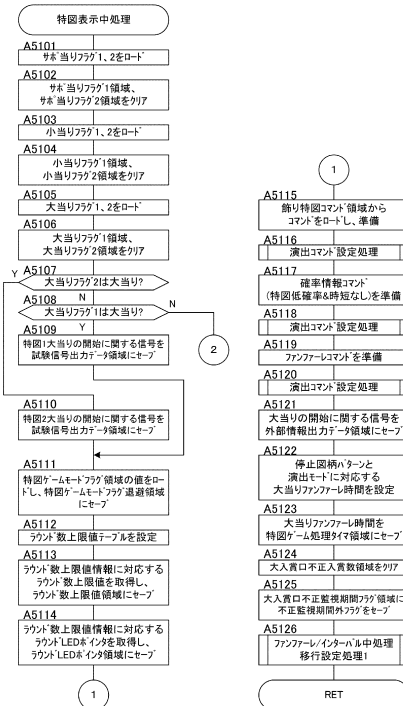 特図表示中処理
A5101
サポ当りフラグ1、2をロード
A5102
サポ当りフラグ1領域、
サポ当りフラグ2領域をクリア
A5103
小当りフラグ1、2をロード
A5104
小当りフラグ1領域、
小当りフラグ2領域をクリア
A5105
大当りフラグ1、2をロード
A5106
大当りフラグ1領域、
大当りフラグ2領域をクリア
A5107
Y
大当りフラグ2は大当り?
N
A5108
大当りフラグ1は大当り?
N
Y
2
A5109
特図1大当りの開始に関する信号を
試験信号出力データ領域にセーブ
A5110
特図2大当りの開始に関する信号を
試験信号出力データ領域にセーブ
A5111
特図ゲームモードフラグ領域の値をロー
ドし、特図ゲームモードフラグ退避領域
にセーブ
A5112
ラウンド数上限値テーブルを設定
A5113
ラウンド数上限値情報に対応する
ラウンド数上限値を取得し、
ラウンド数上限値領域にセーブ
A5114
ラウンド数上限値情報に対応する
ラウンドLEDポインタを取得し、
ラウンドLEDポインタ領域にセーブ
1
1
A5115
飾り特図コマンド領域から
コマンドをロードし、準備
A5116
演出コマンド設定処理
A5117
確率情報コマンド
(特図低確率&時短なし)を準備
A5118
演出コマンド設定処理
A5119
ファンファーレコマンドを準備
A5120
演出コマンド設定処理
A5121
大当りの開始に関する信号を
外部情報出力データ領域にセーブ
A5122
停止図柄パターンと
演出モードに対応する
大当りファンファーレ時間を設定
A5123
大当りファンファーレ時間を
特図ゲーム処理タイマ領域にセーブ
A5124
大入賞口不正入賞数領域をクリア
A5125
大入賞口不正監視期間フラグ領域に
不正監視期間外フラグをセーブ
A5126
ファンファーレ/インターバル中処理
移行設定処理1
RET